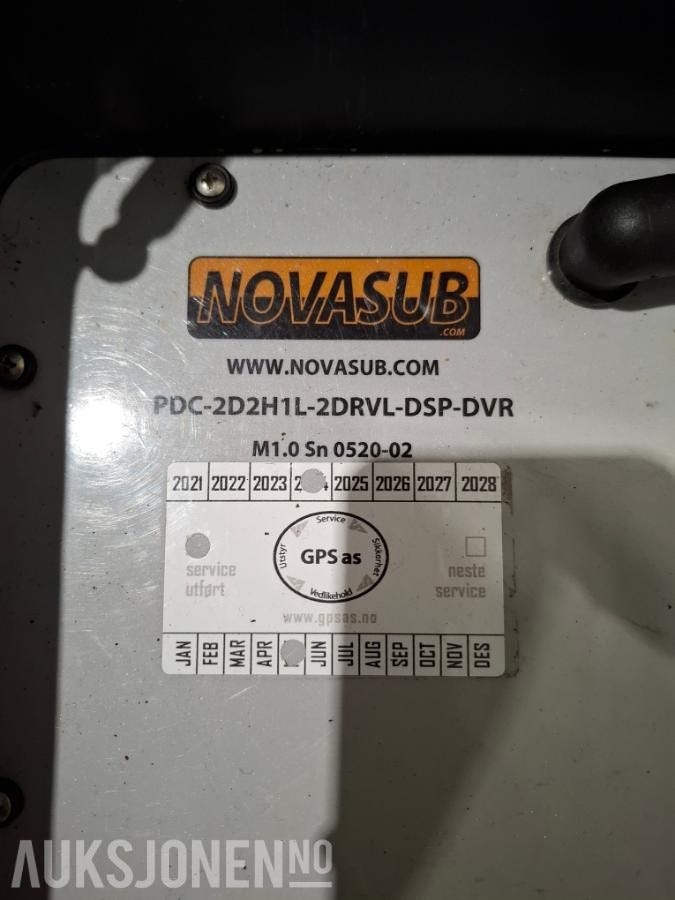 NOVASUB
.COM
WWW.NOVASUB.COM
PDC-2D2H1L-2DRVL-DSP-DVR
M1.0 Sn 0520-02
2021 2022 2023 2 4 2025 2026 2027 2028
Service
Utstyr GPS as Sikkerhet
Vedlikehold
service utført
neste service
www.gpsas.no
JAN FEB MAR APR JUN JUL AUG SEP OCT NOV DES
AUKSJONEN.NO